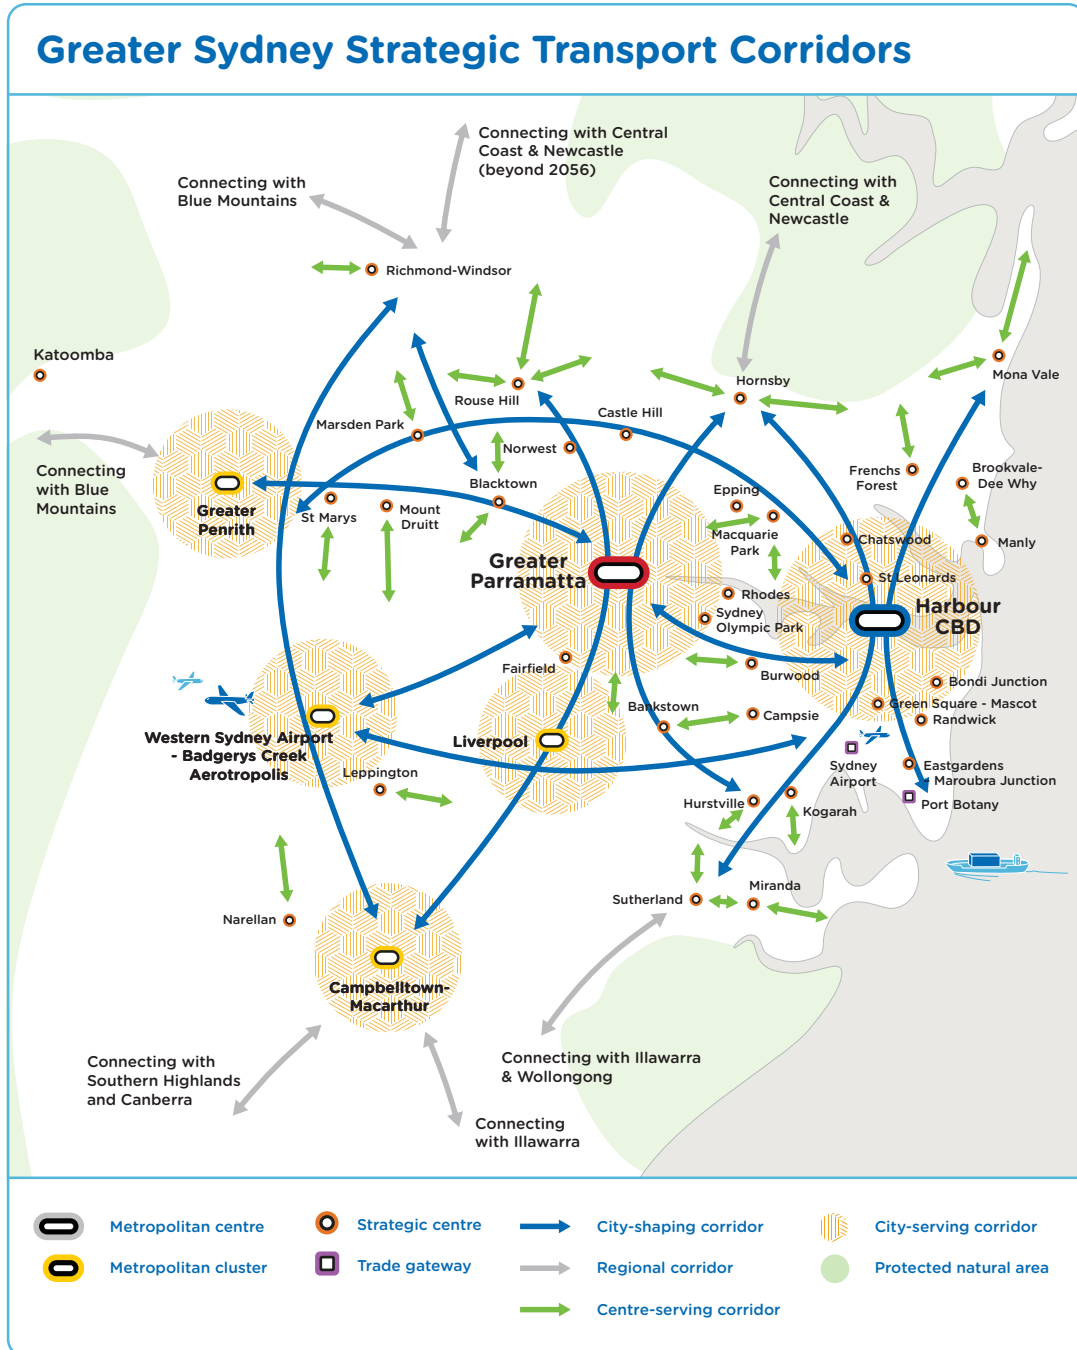 Greater Sydney Strategic Transport Corridors
Connecting with Central
Coast & Newcastle
(beyond 2056)
Connecting with
Blue Mountains
Connecting with
Central Coast &
Newcastle
Richmond-Windsor
Katoomba
Mona Vale
Hornsby
Rouse Hill
Castle Hill
Marsden Park
Norwest
Connecting
with Blue
Mountains
Blacktown
Frenchs
Forest
Brookvale-
Dee Why
Greater
Penrith
St Marys
Mount
Druitt
Epping
Macquarie
Park
Chatswood
Manly
Greater
Parramatta
St Leonards
Rhodes
Sydney
Olympic Park
Harbour
CBD
Fairfield
Burwood
Bondi Junction
Bankstown
Campsie
Green Square - Mascot
Randwick
Western Sydney Airport
- Badgerys Creek
Aerotropolis
Liverpool
Sydney
Airport
Eastgardens
- Maroubra Junction
Leppington
Hurstville
Kogarah
Port Botany
Sutherland
Miranda
Narellan
Campbelltown-
Macarthur
Connecting with
Southern Highlands
and Canberra
Connecting with Illawarra
& Wollongong
Connecting
with Illawarra
Metropolitan centre
Strategic centre
City-shaping corridor
City-serving corridor
Metropolitan cluster
Trade gateway
Regional corridor
Protected natural area
Centre-serving corridor